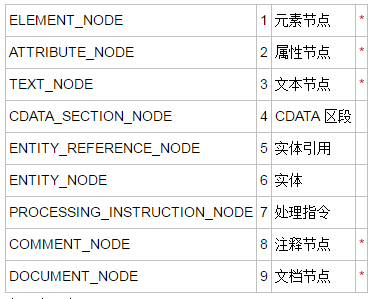 ELEMENT_NODE 1 元素节点 *
ATTRIBUTE_NODE 2 属性节点 *
TEXT_NODE 3 文本节点 *
CDATA_SECTION_NODE 4 CDATA 区段
ENTITY_REFERENCE_NODE 5 实体引用
ENTITY_NODE 6 实体
PROCESSING_INSTRUCTION_NODE 7 处理指令
COMMENT_NODE 8 注释节点 *
DOCUMENT_NODE 9 文档节点 *